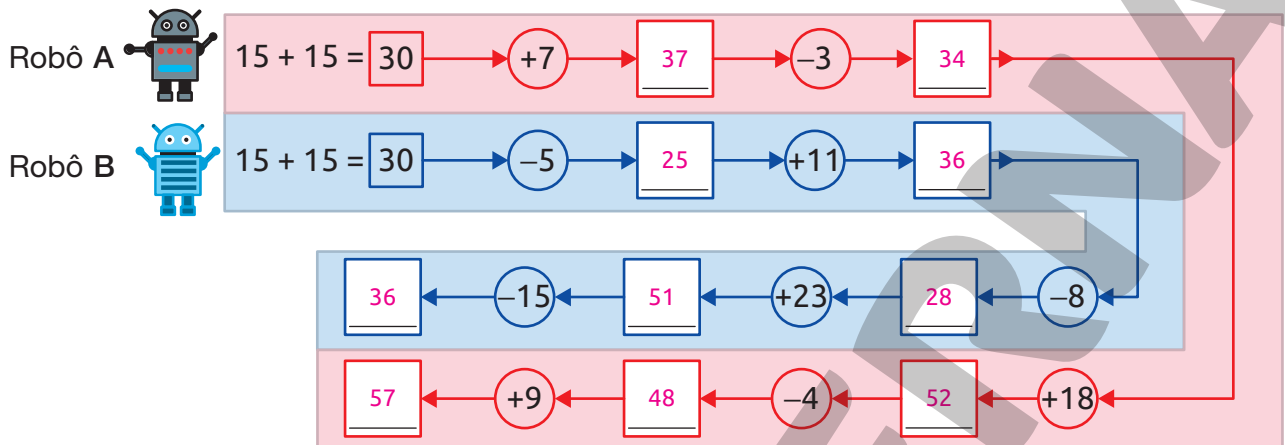 Robô A 15 + 15 = 30 +7 37 –3 34
Robô B 15 + 15 = 30 –5 25 +11 36
36 –15 51 +23 28 –8
57 +9 48 –4 52 +18